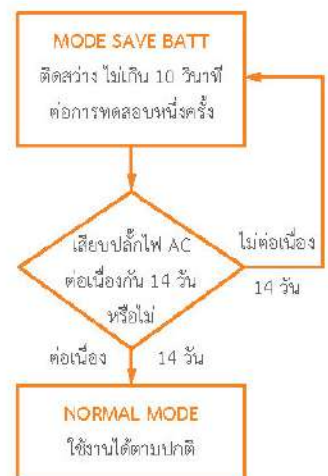 MODE SAVE BATT
ติดสว่าง ไม่เกิน 10 วินาที
ต่อการทดสอบหนึ่งครั้ง
เสียบปลั๊กไฟ AC
ต่อเนื่องกัน 14 วัน
หรือไม่
ไม่ต่อเนื่อง
14 วัน
ต่อเนื่อง 14 วัน
NORMAL MODE
ใช้งานได้ตามปกติ